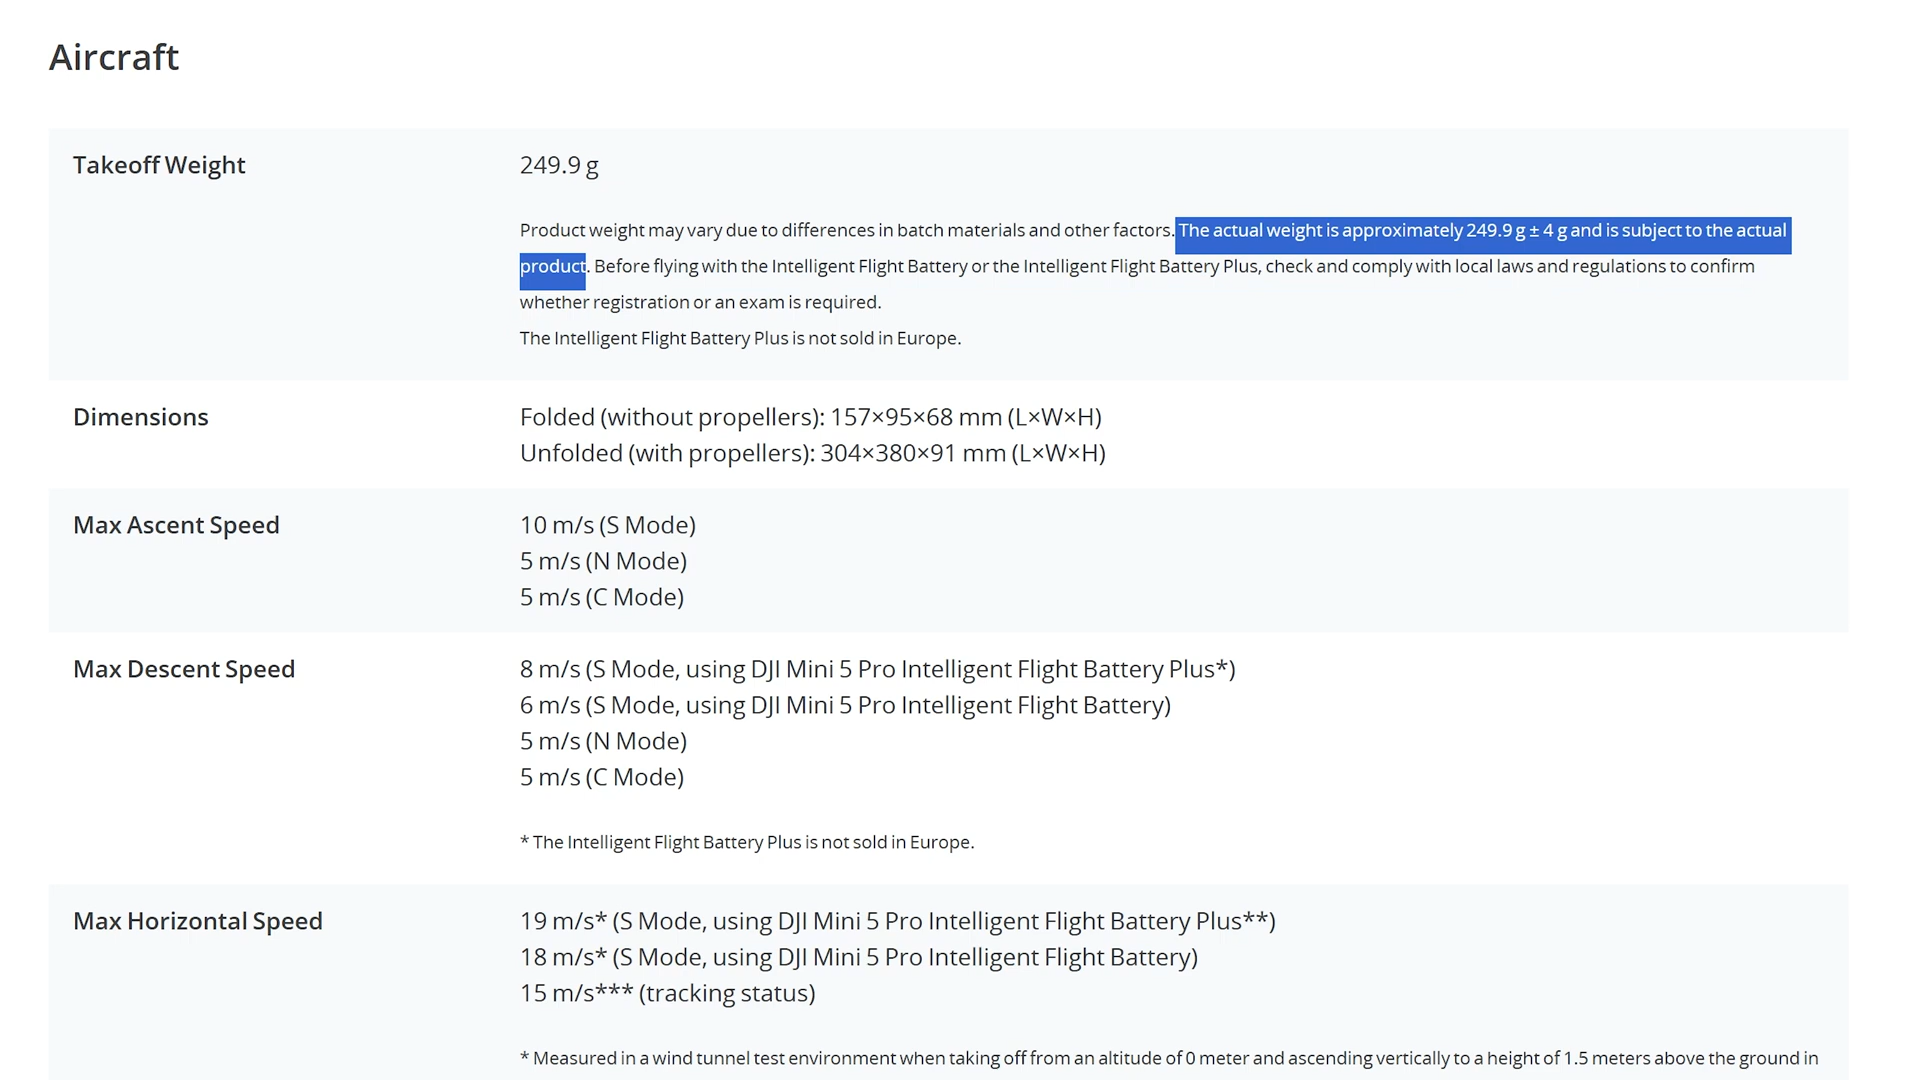 Aircraft
Takeoff Weight
249.9 g
Product weight may vary due to differences in batch materials and other factors. The actual weight is approximately 249.9 g ± 4 g and is subject to the actual
product. Before flying with the Intelligent Flight Battery or the Intelligent Flight Battery Plus, check and comply with local laws and regulations to confirm
whether registration or an exam is required.
The Intelligent Flight Battery Plus is not sold in Europe.
Dimensions
Folded (without propellers): 157×95×68 mm (L×W×H)
Unfolded (with propellers): 304×380×91 mm (L×W×H)
Max Ascent Speed
10 m/s (S Mode)
5 m/s (N Mode)
5 m/s (C Mode)
Max Descent Speed
8 m/s (S Mode, using DJI Mini 5 Pro Intelligent Flight Battery Plus*)
6 m/s (S Mode, using DJI Mini 5 Pro Intelligent Flight Battery)
5 m/s (N Mode)
5 m/s (C Mode)
* The Intelligent Flight Battery Plus is not sold in Europe.
Max Horizontal Speed
19 m/s* (S Mode, using DJI Mini 5 Pro Intelligent Flight Battery Plus**)
18 m/s* (S Mode, using DJI Mini 5 Pro Intelligent Flight Battery)
15 m/s*** (tracking status)
* Measured in a wind tunnel test environment when taking off from an altitude of 0 meter and ascending vertically to a height of 1.5 meters above the ground in